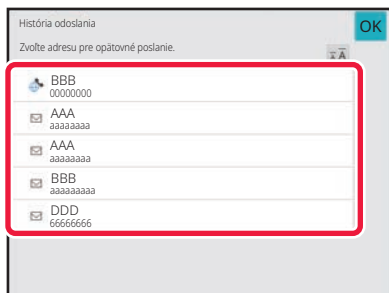 História odoslania
OK
Zvoľte adresu pre opätovné poslanie.
BBB
00000000
AAA
aaaaaaaa
AAA
aaaaaaaa
BBB
aaaaaaaaa
DDD
66666666